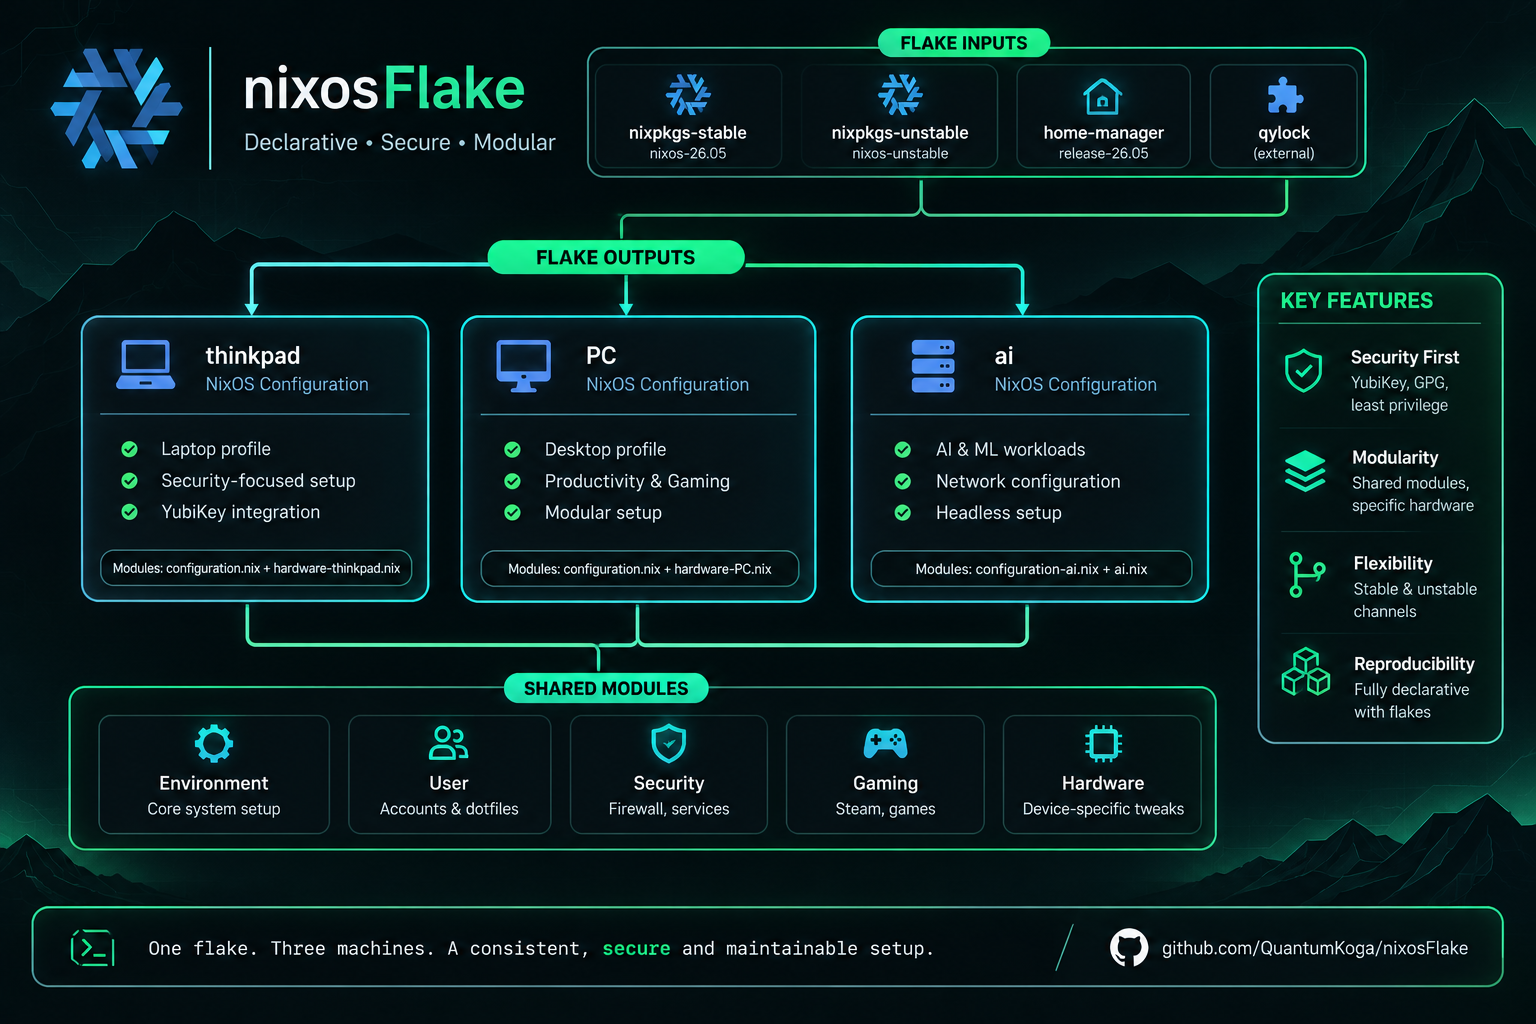 nixosFlake
Declarative • Secure • Modular
FLAKE INPUTS
nixpkgs-stable
nixos-26.05
nixpkgs-unstable
nixos-unstable
home-manager
release-26.05
qylock
(external)
FLAKE OUTPUTS
thinkpad
NixOS Configuration
Laptop profile
Security-focused setup
YubiKey integration
Modules: configuration.nix + hardware-thinkpad.nix
PC
NixOS Configuration
Desktop profile
Productivity & Gaming
Modular setup
Modules: configuration.nix + hardware-PC.nix
ai
NixOS Configuration
AI & ML workloads
Network configuration
Headless setup
Modules: configuration-ai.nix + ai.nix
KEY FEATURES
Security First
YubiKey, GPG,
least privilege
Modularity
Shared modules,
specific hardware
Flexibility
Stable & unstable
channels
Reproducibility
Fully declarative
with flakes
SHARED MODULES
Environment
Core system setup
User
Accounts & dotfiles
Security
Firewall, services
Gaming
Steam, games
Hardware
Device-specific tweaks
One flake. Three machines. A consistent, secure and maintainable setup.
github.com/QuantumKoga/nixosFlake